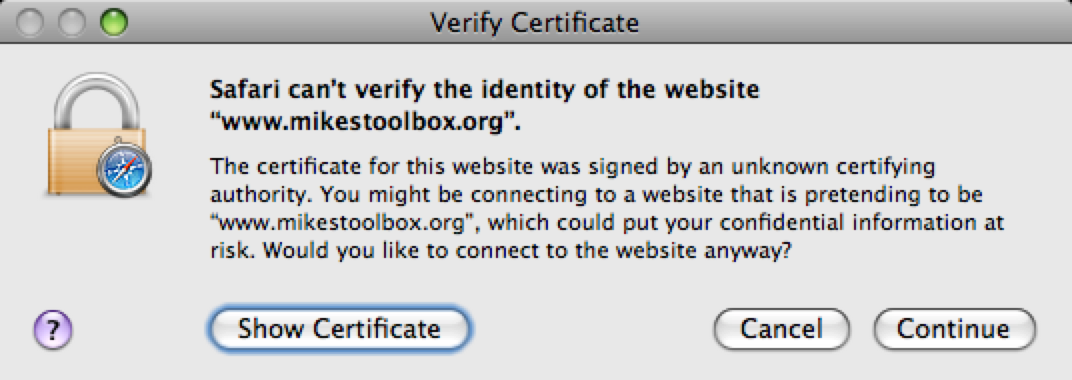 Verify Certificate
Safari can't verify the identity of the website
“www.mikestoolbox.org”.
The certificate for this website was signed by an unknown certifying
authority. You might be connecting to a website that is pretending to be
“www.mikestoolbox.org”, which could put your confidential information at
risk. Would you like to connect to the website anyway?
?
Show Certificate
Cancel
Continue